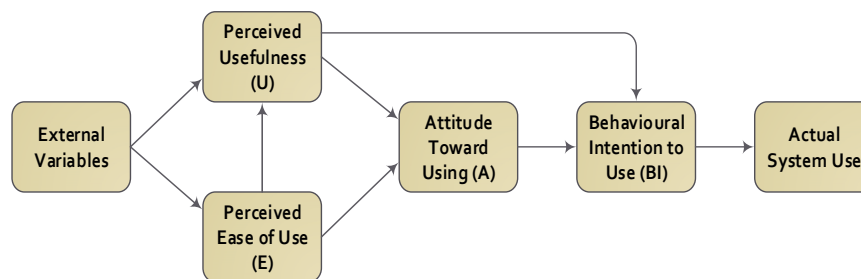 Perceived
Usefulness
(U)
External
Variables
Attitude
Toward
Using (A)
Behavioural
Intention to
Use (BI)
Actual
System Use
Perceived
Ease of Use
(E)